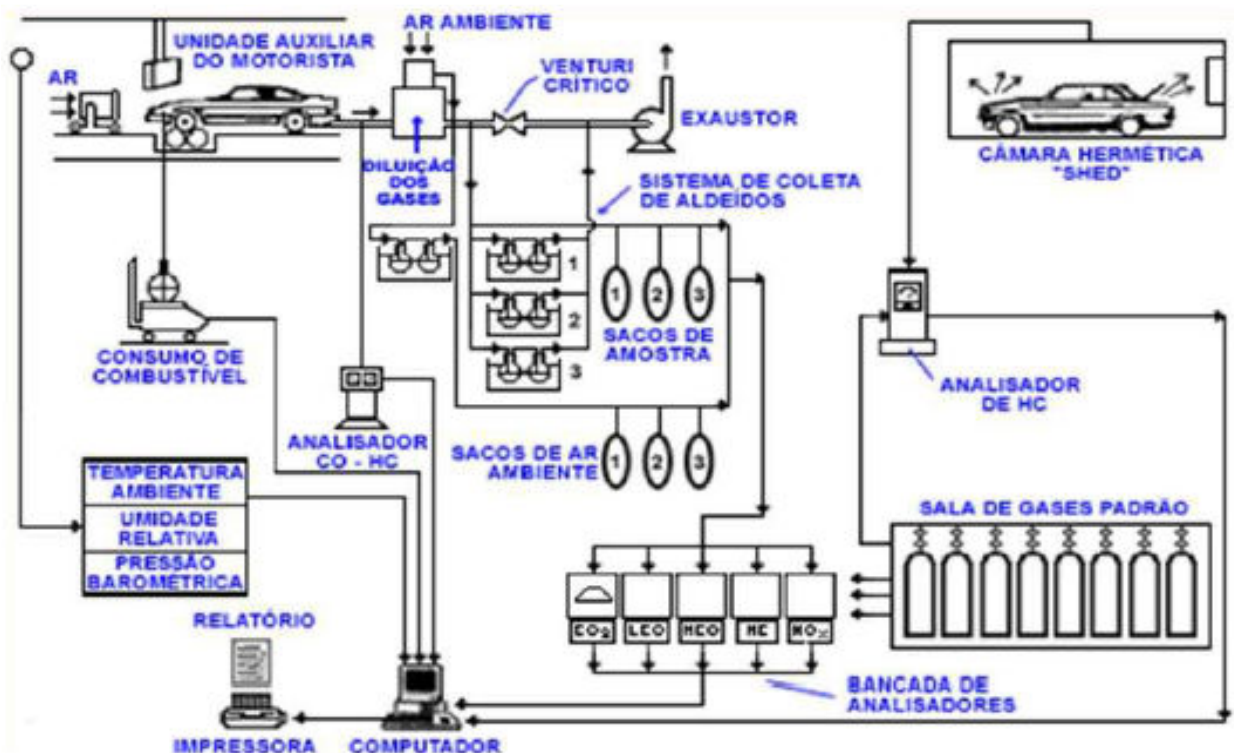 AR AMBIENTE
UNIDADE AUXILIAR
DO MOTORISTA
AR
VENTURI
CRÍTICO
EXAUSTOR
DILUIÇÃO
DOS
GASES
SISTEMA DE COLETA
DE ALDEÍDOS
CÂMARA HERMÉTICA
"SHED"
1
2
3
1
2
3
SACOS DE
AMOSTRA
CONSUMO DE
COMBUSTÍVEL
ANALISADOR
CO - HC
ANALISADOR
DE HC
SACOS DE AR
AMBIENTE
1
2
3
TEMPERATURA
AMBIENTE
UMIDADE
RELATIVA
PRESSÃO
BAROMÉTRICA
SALA DE GASES PADRÃO
CO2
LCO
HCO
HC
NOx
RELATÓRIO
BANCADA DE
ANALISADORES
IMPRESSORA
COMPUTADOR